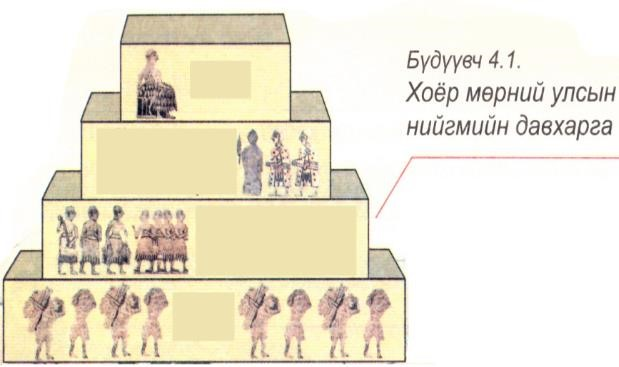 Бүдүүвч 4.1.
Хоёр мөрний улсын
нийгмийн давхарга